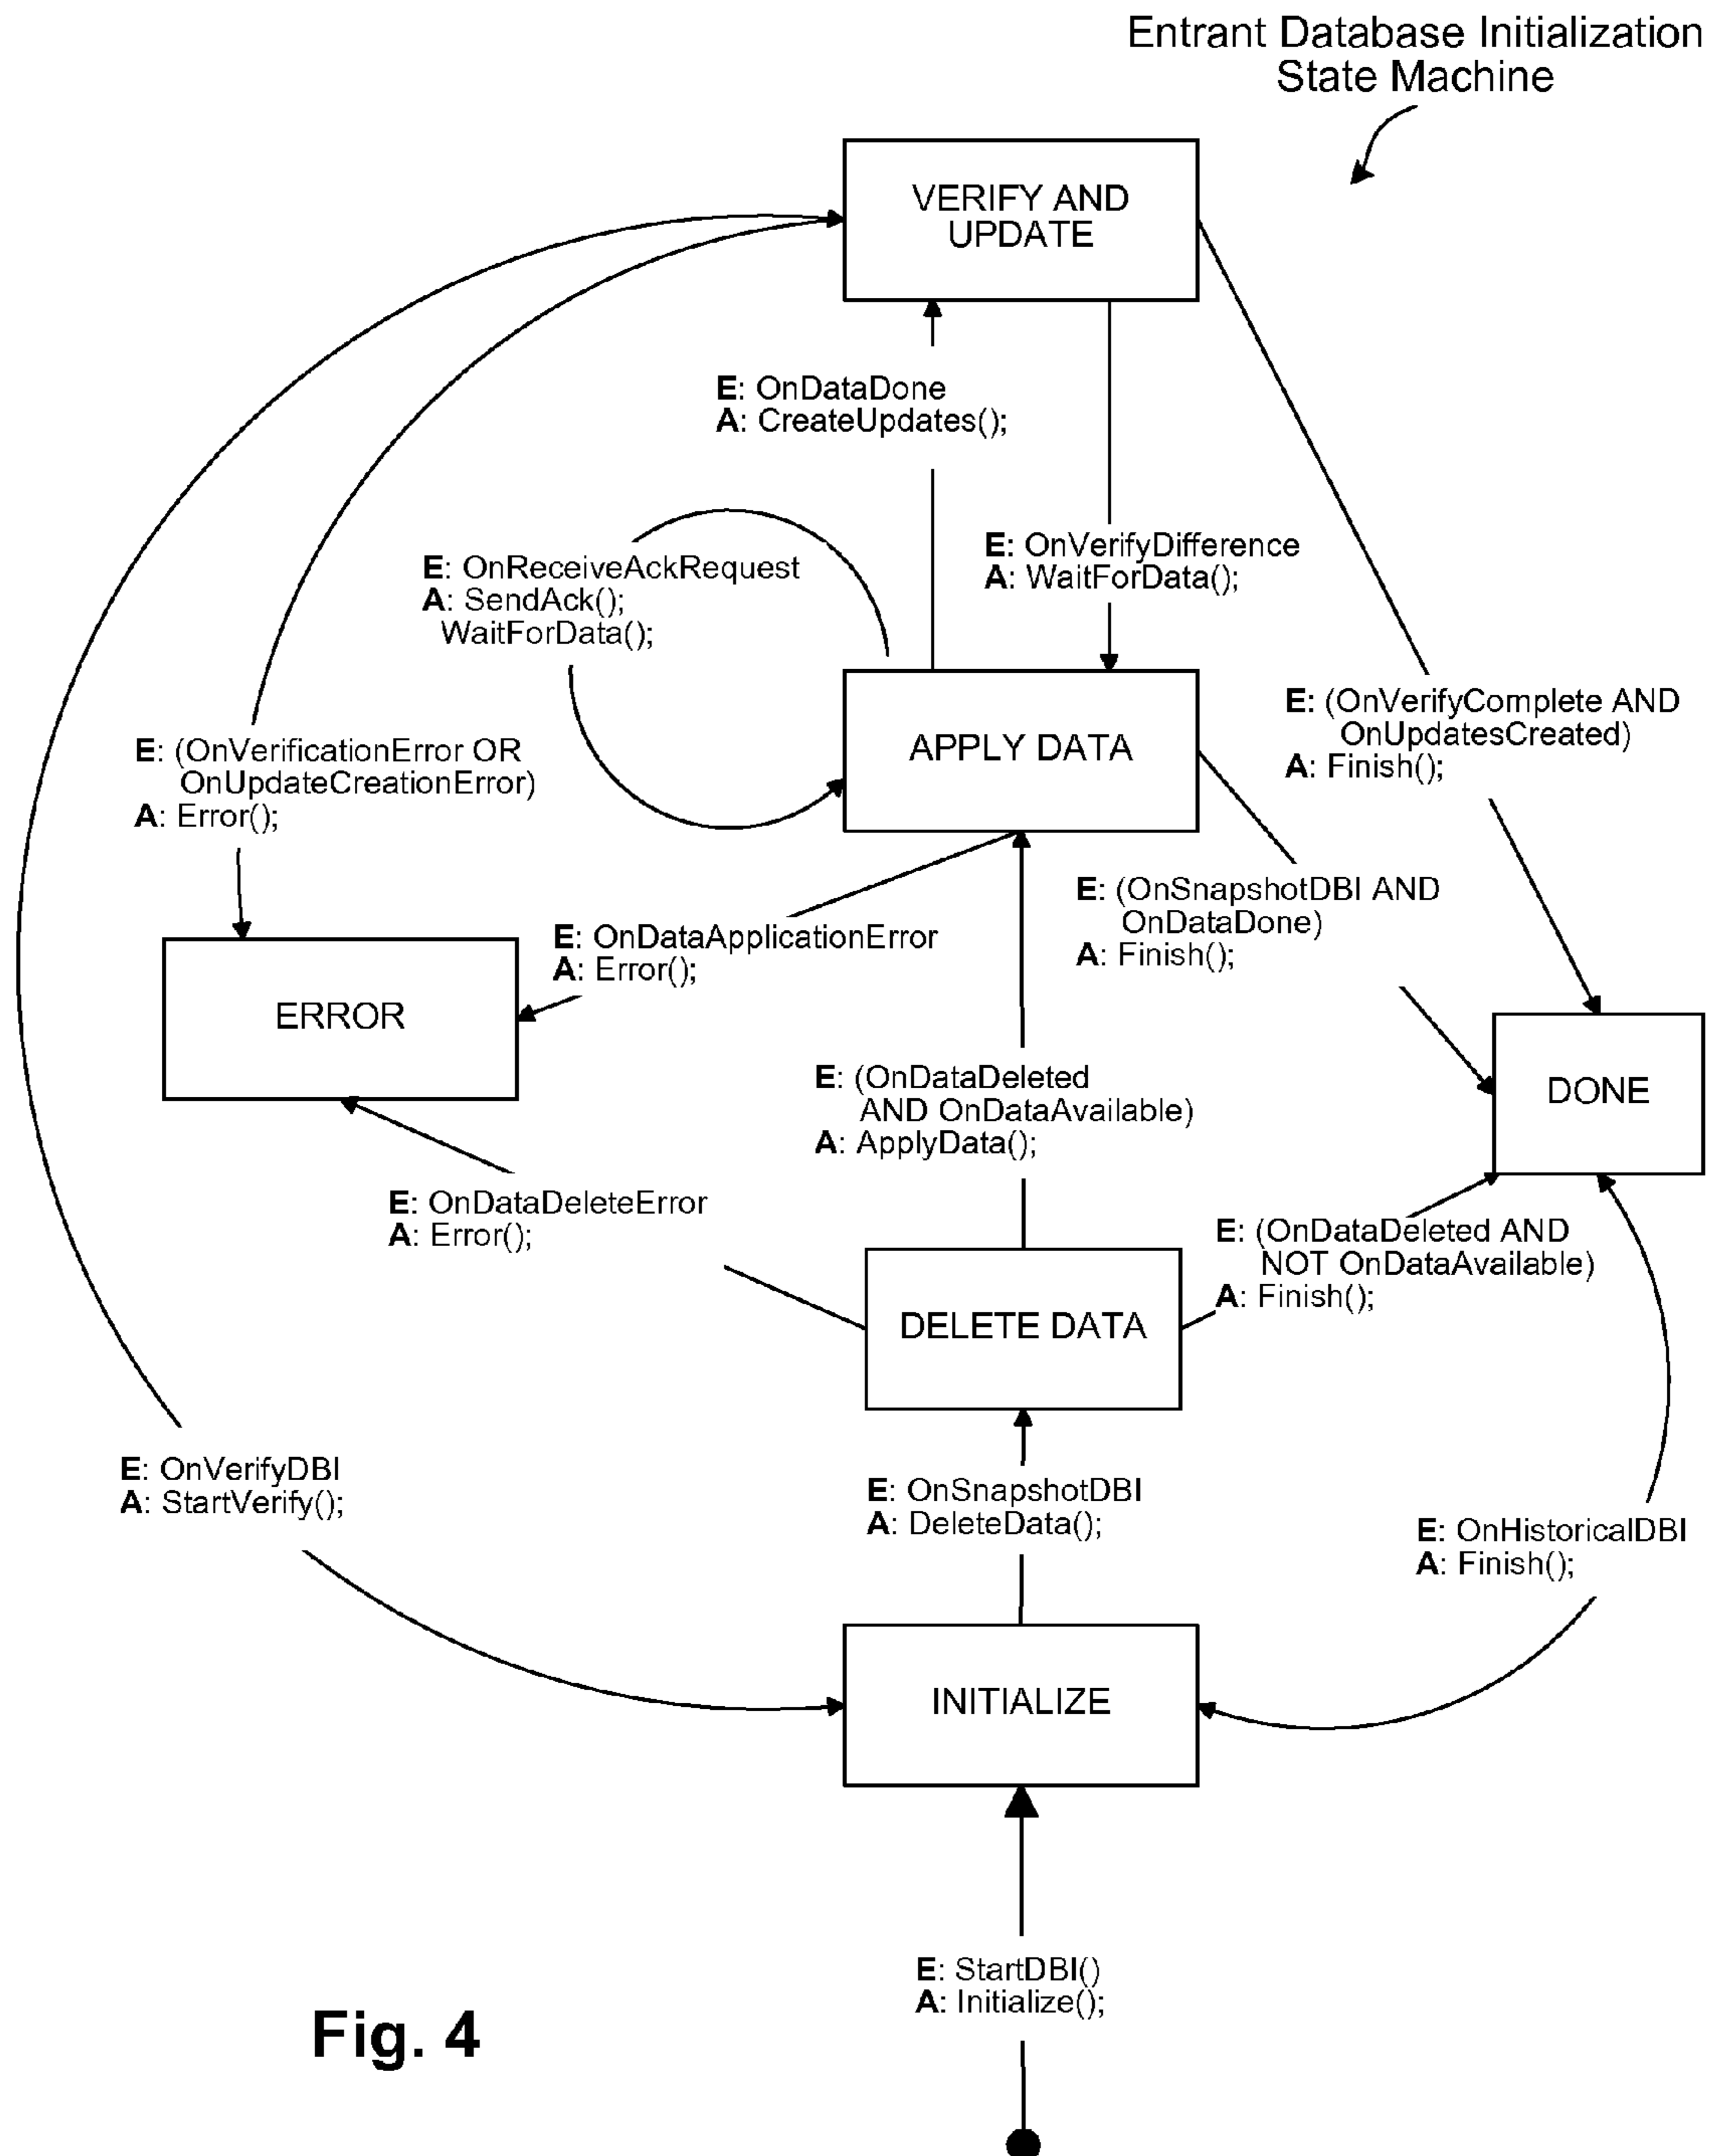 Entrant Database Initialization
State Machine
VERIFY AND
UPDATE
E: OnDataDone
A: CreateUpdates();
E: OnVerifyDifference
A: WaitForData();
E: OnReceiveAckRequest
A: SendAck();
WaitForData();
E: (OnVerifyComplete AND
OnUpdatesCreated)
A: Finish();
E: (OnVerificationError OR
OnUpdateCreationError)
A: Error();
APPLY DATA
E: (OnSnapshotDBI AND
OnDataDone)
A: Finish();
E: OnDataApplicationError
A: Error();
ERROR
E: (OnDataDeleted
AND OnDataAvailable)
A: ApplyData();
DONE
E: OnDataDeleteError
A: Error();
E: (OnDataDeleted AND
NOT OnDataAvailable)
A: Finish();
DELETE DATA
E: OnVerifyDBI
A: StartVerify();
E: OnSnapshotDBI
A: DeleteData();
E: OnHistoricalDBI
A: Finish();
INITIALIZE
E: StartDBI()
A: Initialize();
Fig. 4